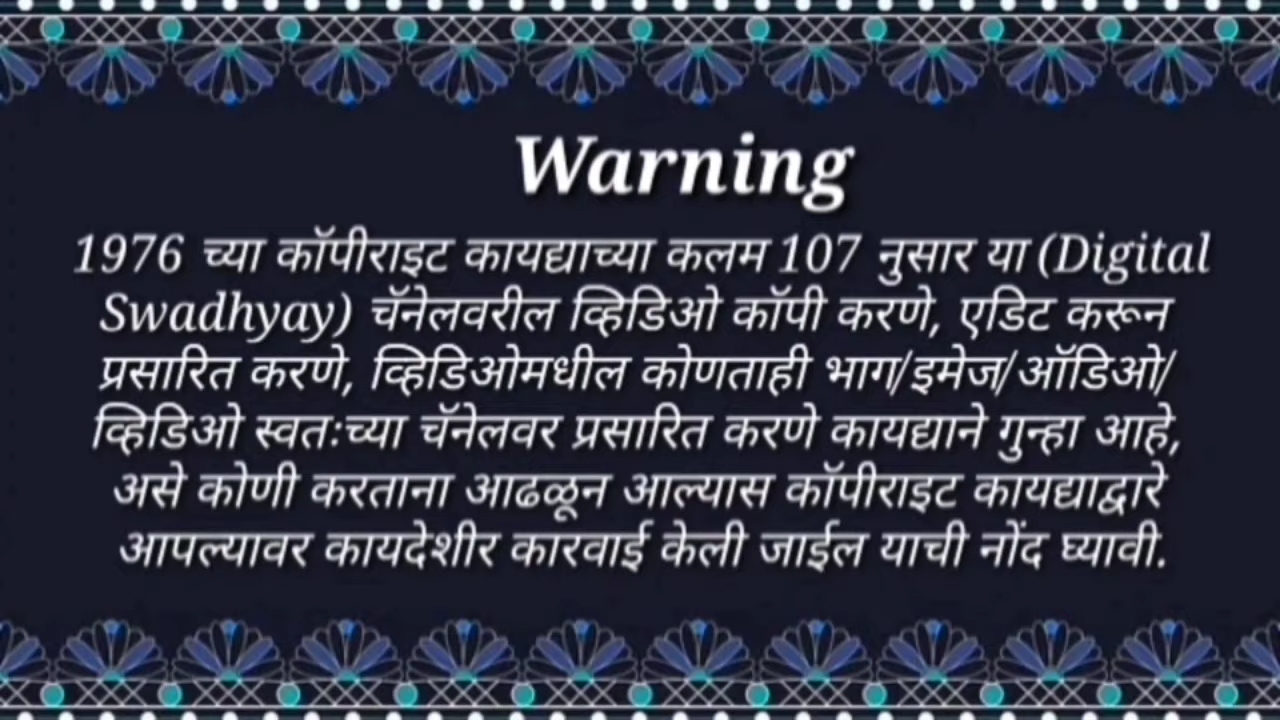 Warning
1976 च्या कॉपीराइट कायद्याच्या कलम 107 नुसार या (Digital
Swadhyay) चॅनेलवरील व्हिडिओ कॉपी करणे, एडिट करून
प्रसारित करणे, व्हिडिओमधील कोणताही भाग/इमेज/ऑडिओ/
व्हिडिओ स्वतःच्या चॅनेलवर प्रसारित करणे कायद्याने गुन्हा आहे,
असे कोणी करताना आढळून आल्यास कॉपीराइट कायद्याद्वारे
आपल्यावर कायदेशीर कारवाई केली जाईल याची नोंद घ्यावी.